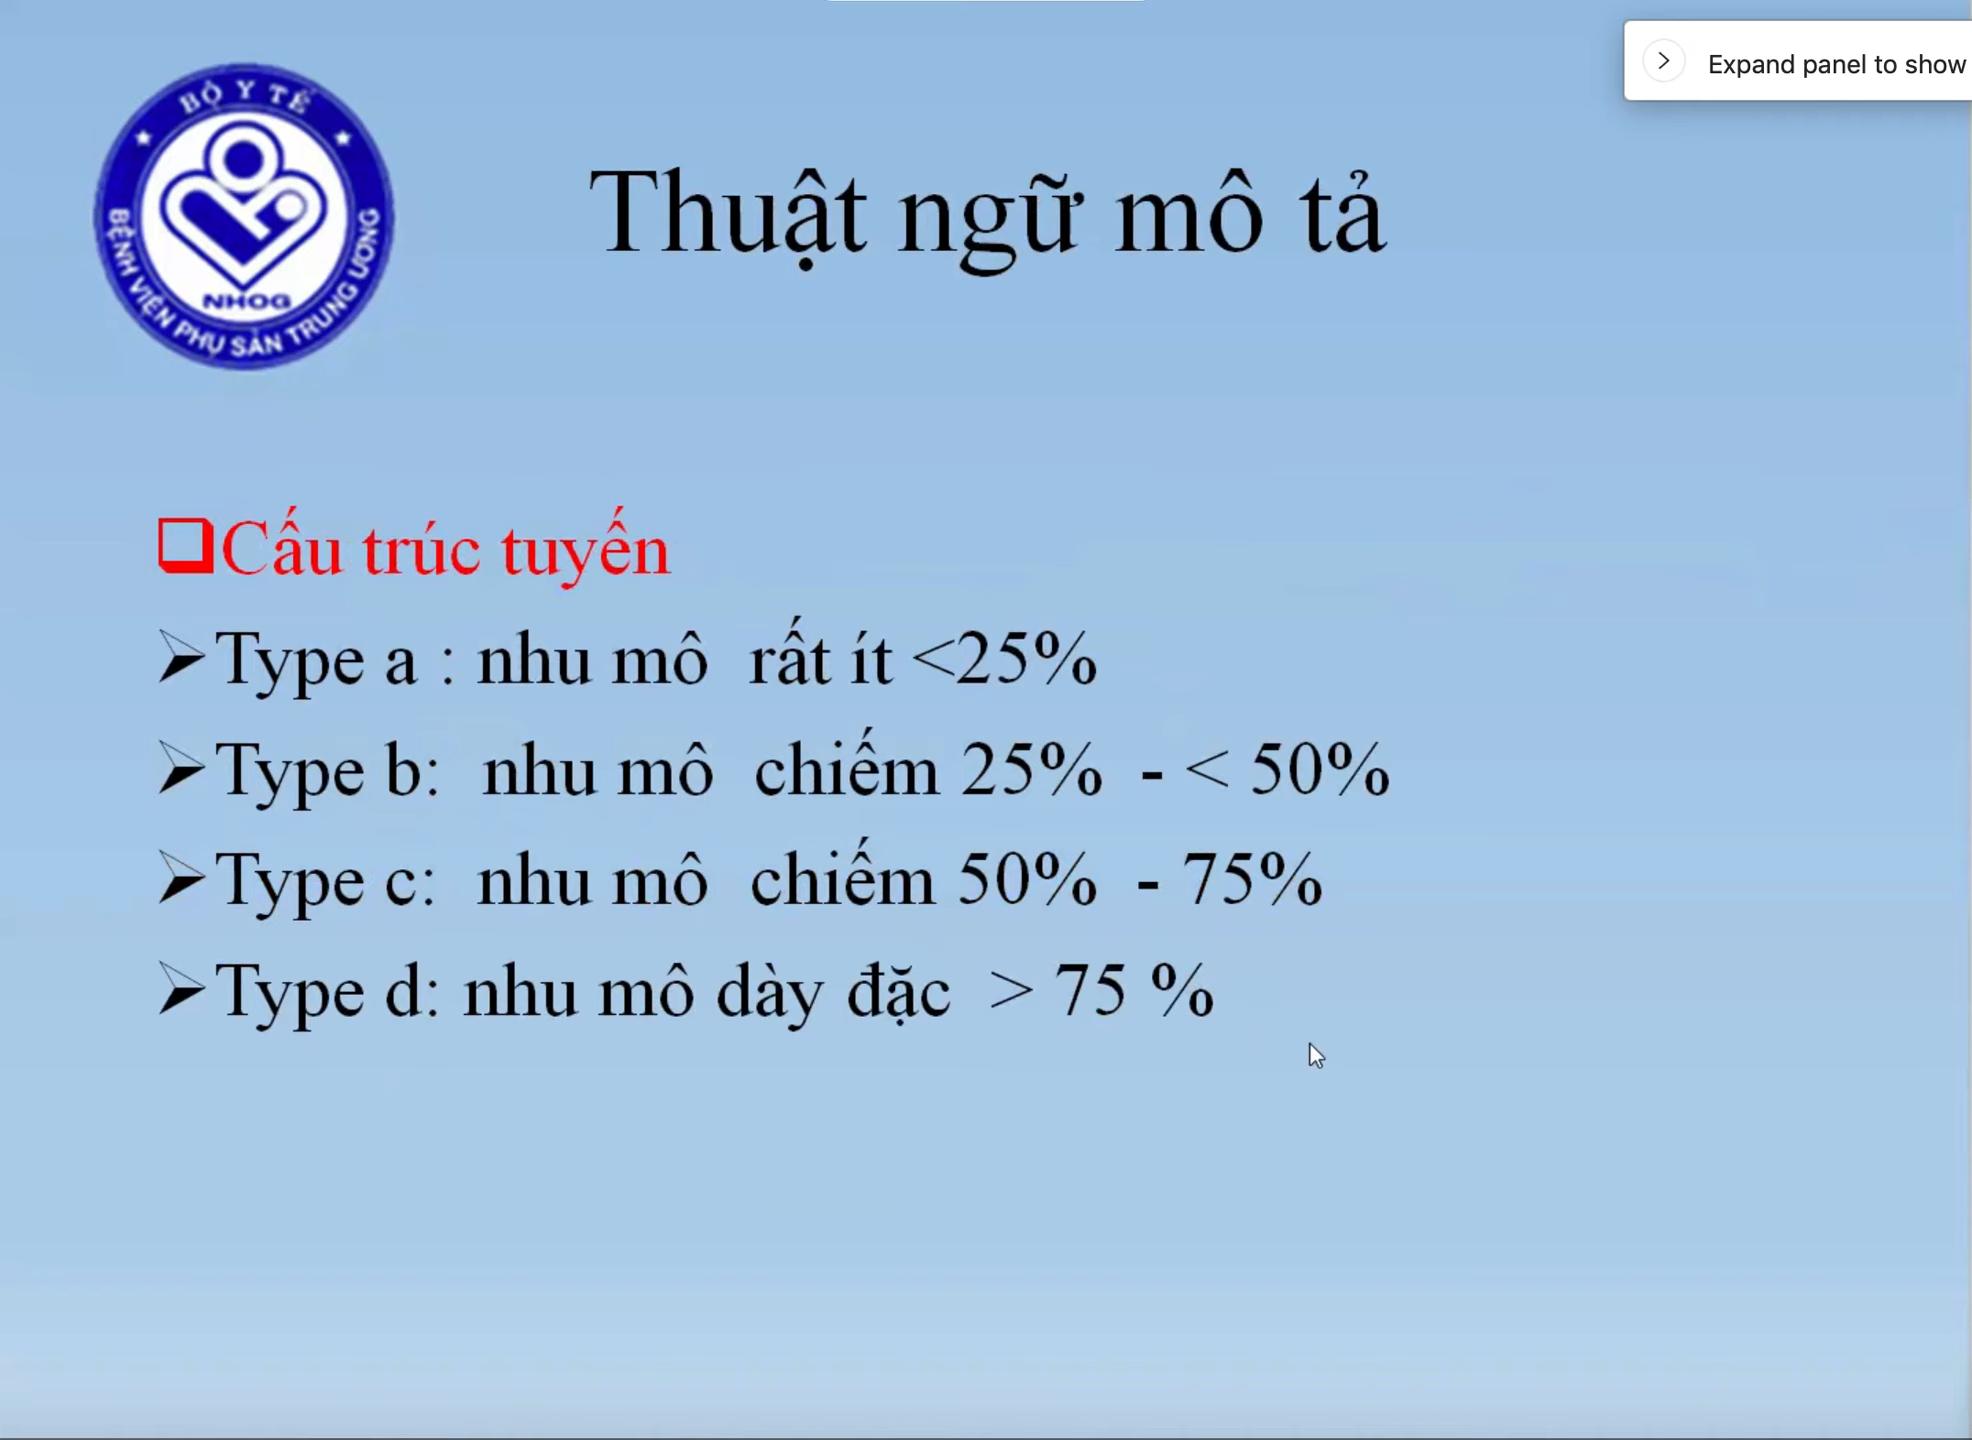 Expand panel to show
BỘ Y TẾ
NHOG
BỆNH VIỆN PHỤ SẢN TRUNG ƯƠNG
Thuật ngữ mô tả
Cấu trúc tuyến
Type a : nhu mô rất ít <25%
Type b: nhu mô chiếm 25% - < 50%
Type c: nhu mô chiếm 50% - 75%
Type d: nhu mô dày đặc > 75 %